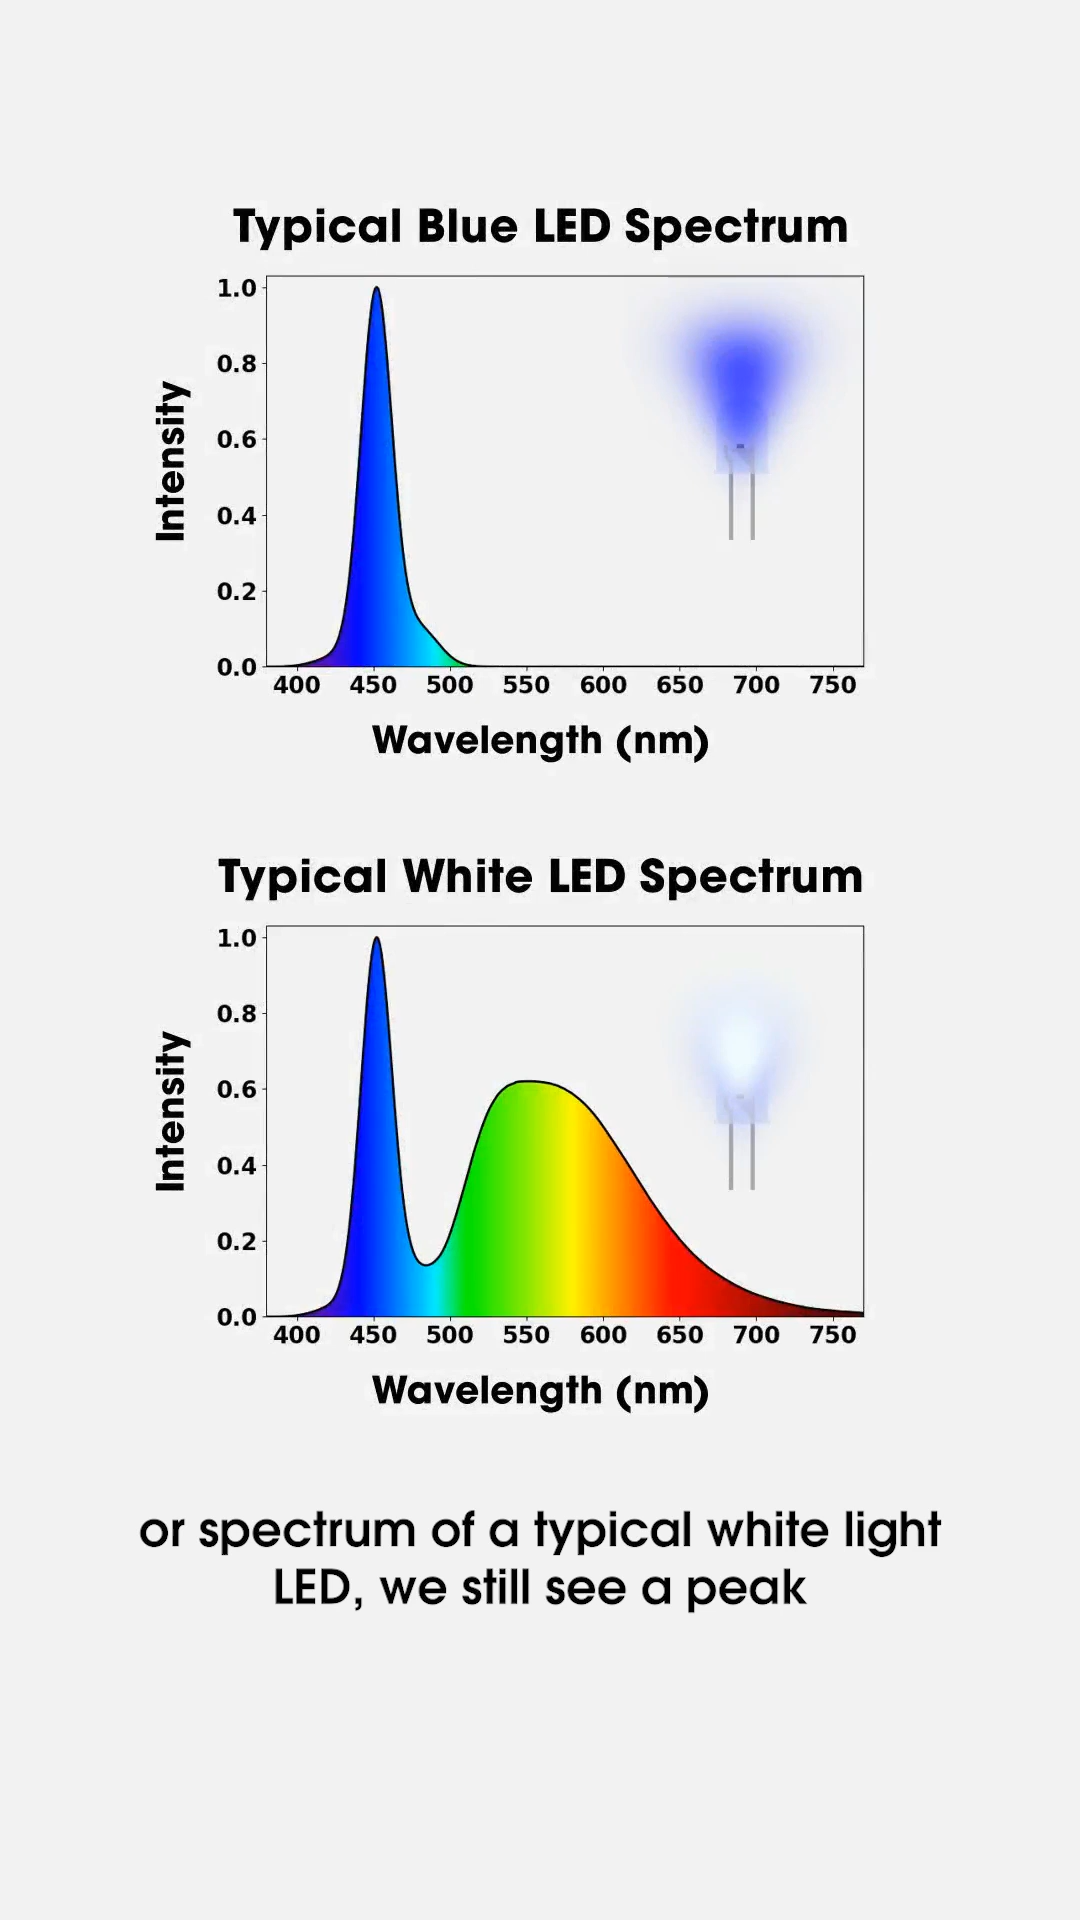 Typical Blue LED Spectrum
1.0
0.8
0.6
0.4
0.2
0.0
Intensity
400 450 500 550 600 650 700 750
Wavelength (nm)
Typical White LED Spectrum
1.0
0.8
0.6
0.4
0.2
0.0
Intensity
400 450 500 550 600 650 700 750
Wavelength (nm)
or spectrum of a typical white light
LED, we still see a peak